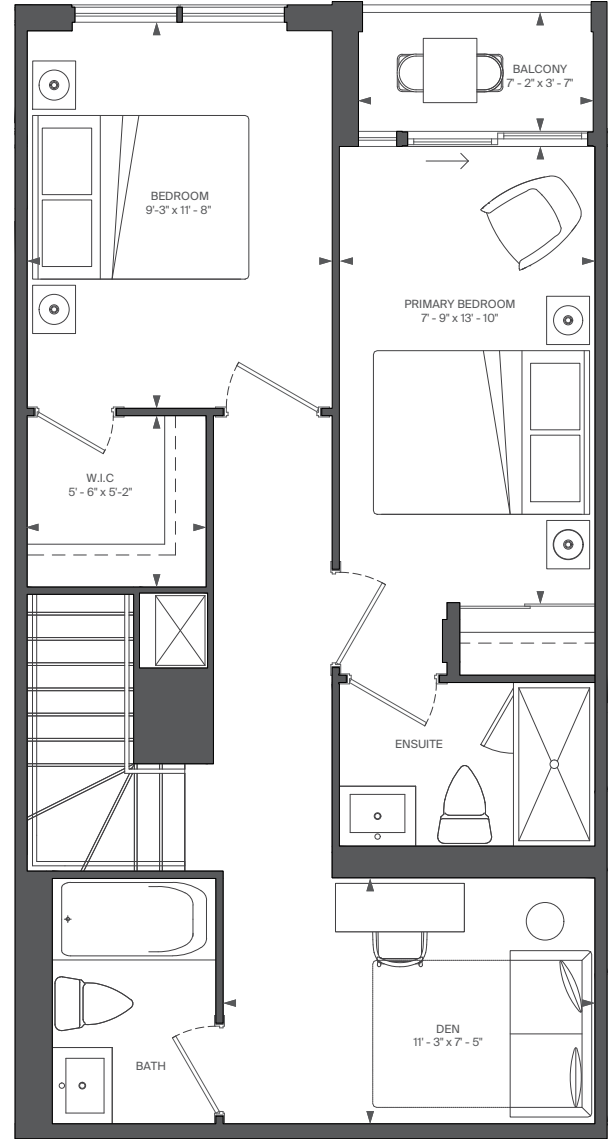 BALCONY
7' - 2" x 3' - 7"
BEDROOM
9'-3" x 11' - 8"
PRIMARY BEDROOM
7' - 9" x 13' - 10"
W.I.C
5' - 6" x 5'-2"
ENSUITE
DEN
11' - 3" x 7' - 5"
BATH